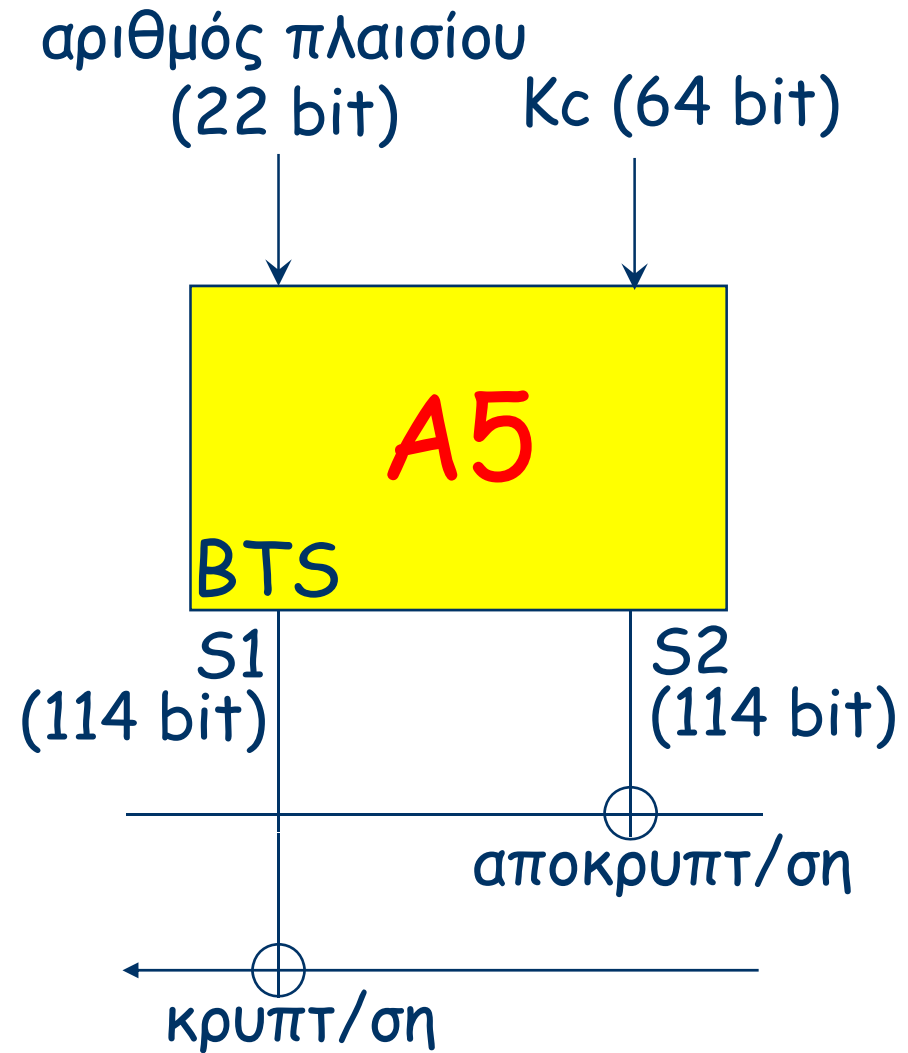 αριθμός πλαισίου
(22 bit)
Kc (64 bit)
A5
BTS
S1
(114 bit)
S2
(114 bit)
αποκρυπτ/ση
κρυπτ/ση